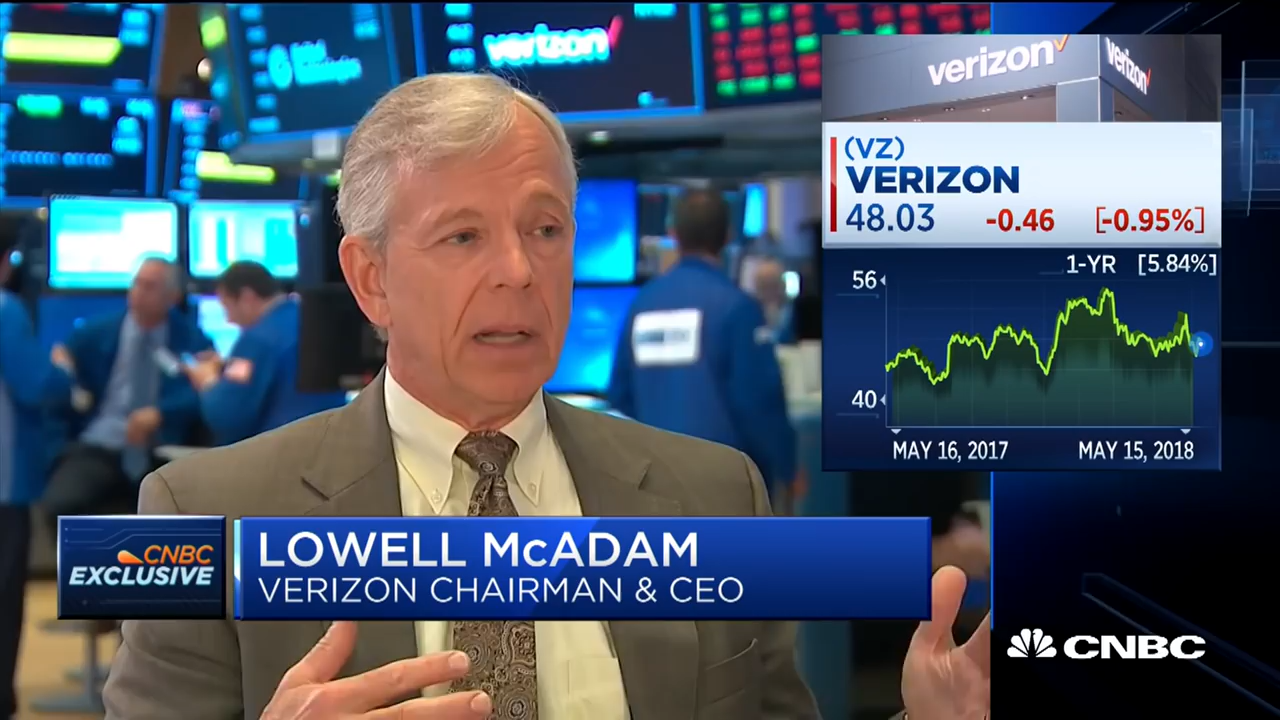 verizon
verizon
verizon
(VZ)
VERIZON
48.03 -0.46 [-0.95%]
1-YR [5.84%]
56
40
MAY 16, 2017 MAY 15, 2018
CNBC
EXCLUSIVE
LOWELL McADAM
VERIZON CHAIRMAN & CEO
CNBC